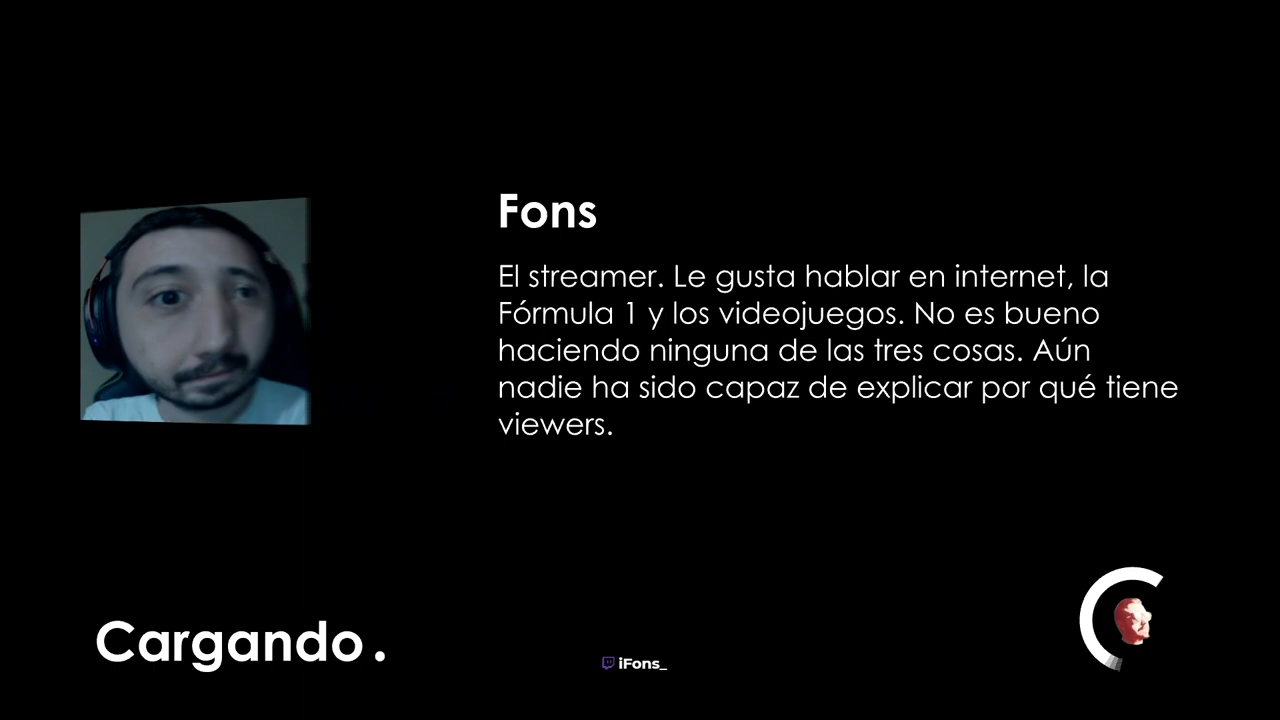 Fons
El streamer. Le gusta hablar en internet, la
Fórmula 1 y los videojuegos. No es bueno
haciendo ninguna de las tres cosas. Aún
nadie ha sido capaz de explicar por qué tiene
viewers.
Cargando .
iFons_